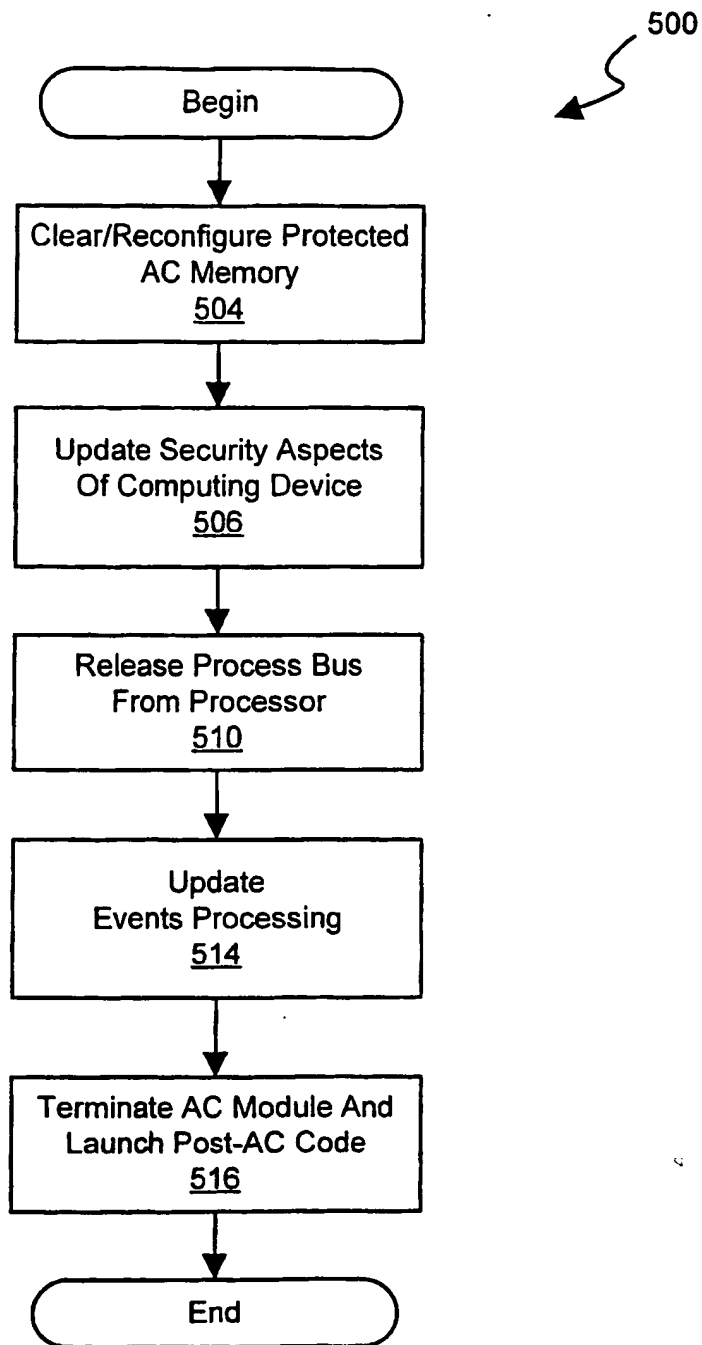 500
Begin
Clear/Reconfigure Protected
AC Memory
504
Update Security Aspects
Of Computing Device
506
Release Process Bus
From Processor
510
Update
Events Processing
514
Terminate AC Module And
Launch Post-AC Code
516
End